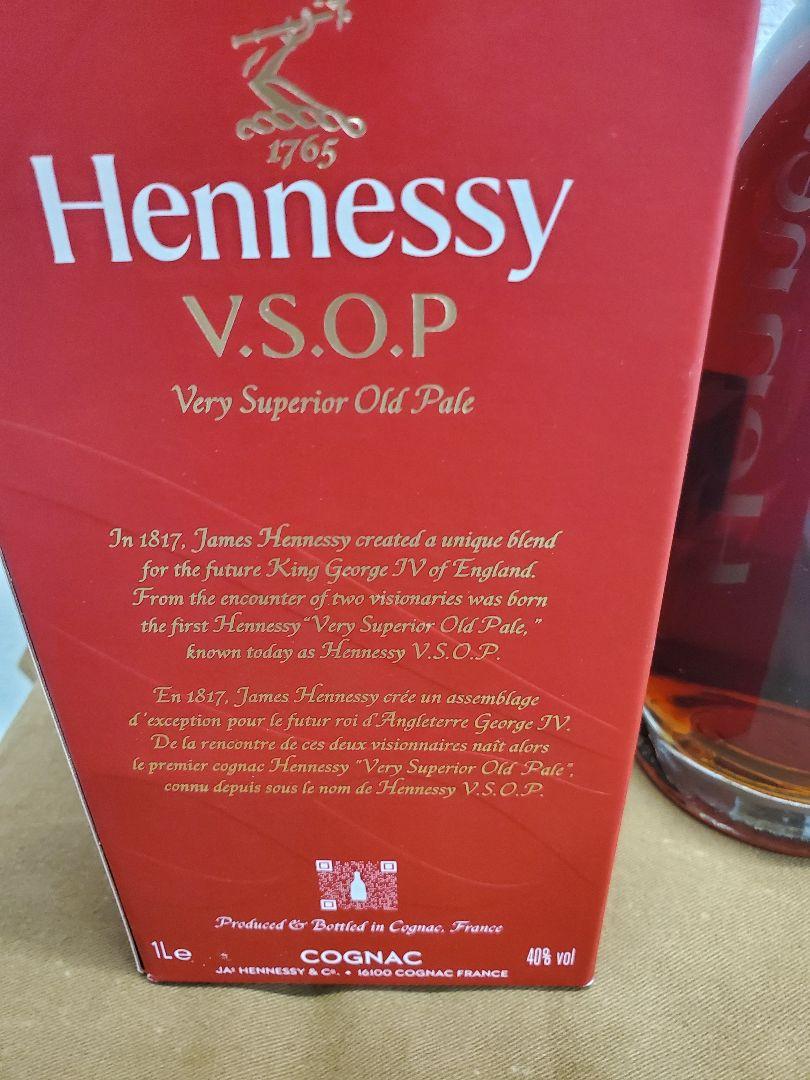 1765
Hennessy
V.S.O.P
Very Superior Old Pale
In 1817, James Hennessy created a unique blend
for the future King George IV of England.
From the encounter of two visionaries was born
the first Hennessy "Very Superior Old Pale,"
known today as Hennessy V.S.O.P.
En 1817, James Hennessy crée un assemblage
d'exception pour le futur roi d'Angleterre George IV.
De la rencontre de ces deux visionnaires naît alors
le premier cognac Hennessy "Very Superior Old Pale",
connu depuis sous le nom de Hennessy V.S.O.P.
Produced & Bottled in Cognac, France
1L e
COGNAC
40% vol
JAS HENNESSY & Co. • 16100 COGNAC FRANCE